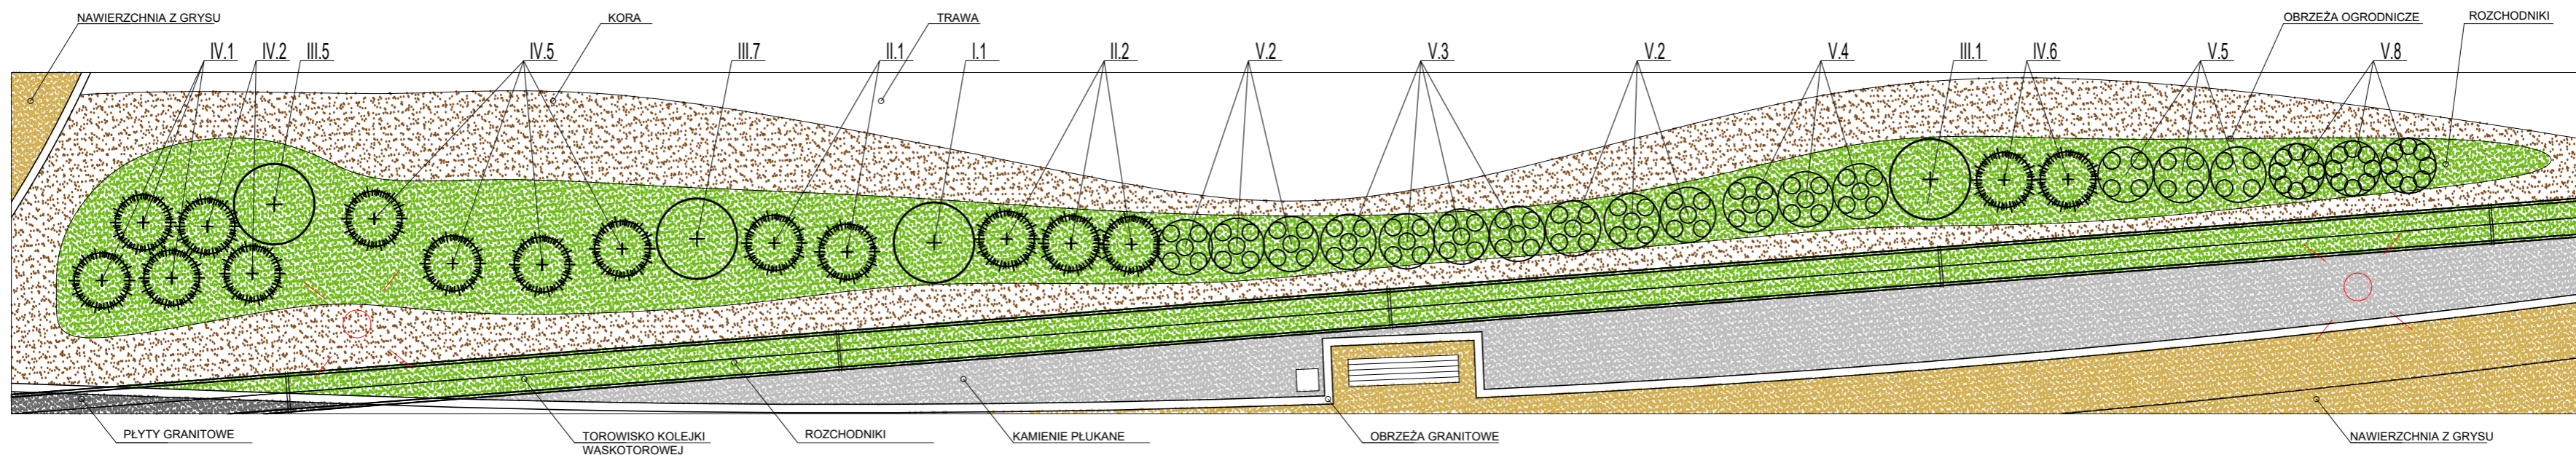 NAWIERZCHNIA Z GRYSU
KORA
TRAWA
OBRZEŻA OGRODNICZE
ROZCHODNIKI
IV.1
IV.2
III.5
IV.5
III.7
II.1
I.1
II.2
V.2
V.3
V.2
V.4
III.1
IV.6
V.5
V.8
PŁYTY GRANITOWE
TOROWISKO KOLEJKI
WASKOTOROWEJ
ROZCHODNIKI
KAMIENIE PŁUKANE
OBRZEŻA GRANITOWE
NAWIERZCHNIA Z GRYSU